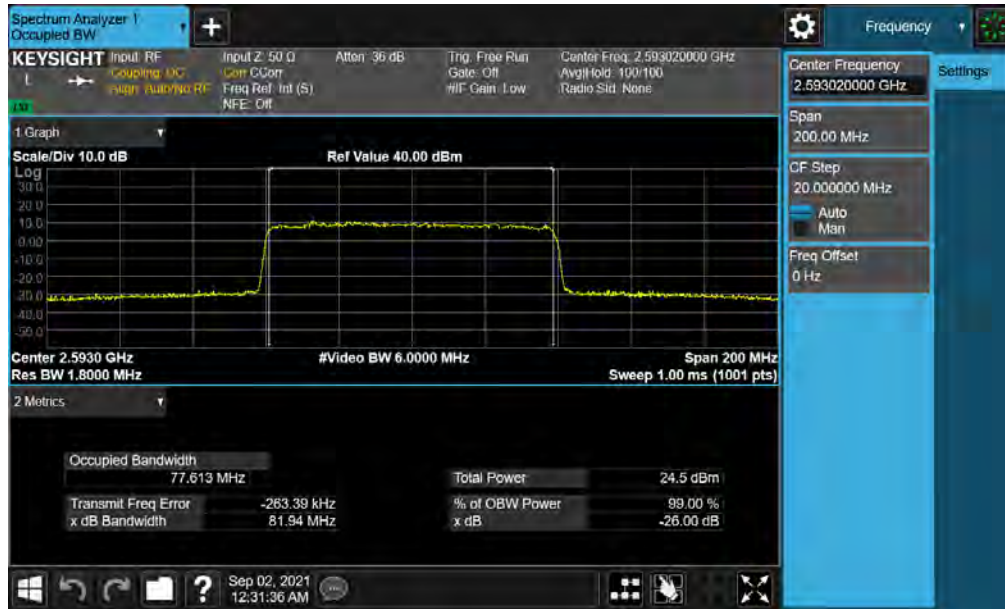 Spectrum Analyzer 1
Occupied BW
+
Frequency
KEYSIGHT
Input: RF
Coupling: DC
Align: Auto/No RF
Input Z: 50 Ω
Corr CCorr
Freq Ref: Int (S)
NFE: Off
Atten: 36 dB
Trig: Free Run
Gate: Off
#IF Gain: Low
Center Freq: 2.593020000 GHz
Avg|Hold: 100/100
Radio Std: None
L
Center Frequency
2.593020000 GHz
Settings
Span
200.00 MHz
CF Step
20.000000 MHz
Auto
Man
Freq Offset
0 Hz
1 Graph
Scale/Div 10.0 dB
Ref Value 40.00 dBm
Log
30.0
20.0
10.0
0.00
-10.0
-20.0
-30.0
-40.0
-50.0
Center 2.5930 GHz
#Video BW 6.0000 MHz
Span 200 MHz
Res BW 1.8000 MHz
Sweep 1.00 ms (1001 pts)
2 Metrics
Occupied Bandwidth
77.613 MHz
Total Power 24.5 dBm
Transmit Freq Error -263.39 kHz
% of OBW Power 99.00 %
x dB Bandwidth 81.94 MHz
x dB -26.00 dB
?
Sep 02, 2021
12:31:36 AM